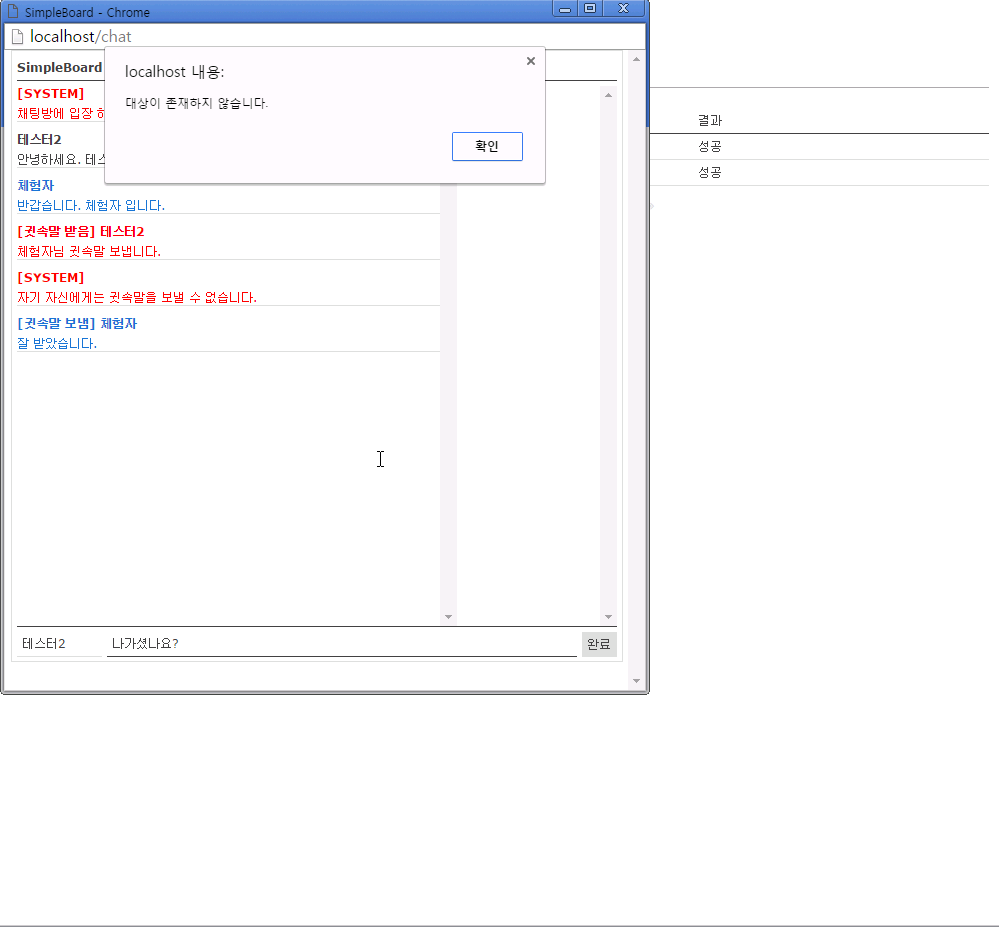 SimpleBoard - Chrome
localhost/chat
SimpleBoard
localhost 내용:
대상이 존재하지 않습니다.
확인
[SYSTEM]
채팅방에 입장
테스터2
안녕하세요.
체험자
반갑습니다. 체험자 입니다.
[귓속말 받음] 테스터2
체험자님 귓속말 보냅니다.
[SYSTEM]
자기 자신에게는 귓속말을 보낼 수 없습니다.
[귓속말 보냄] 체험자
잘 받았습니다.
테스터2
나가셨나요?
완료
결과
성공
성공